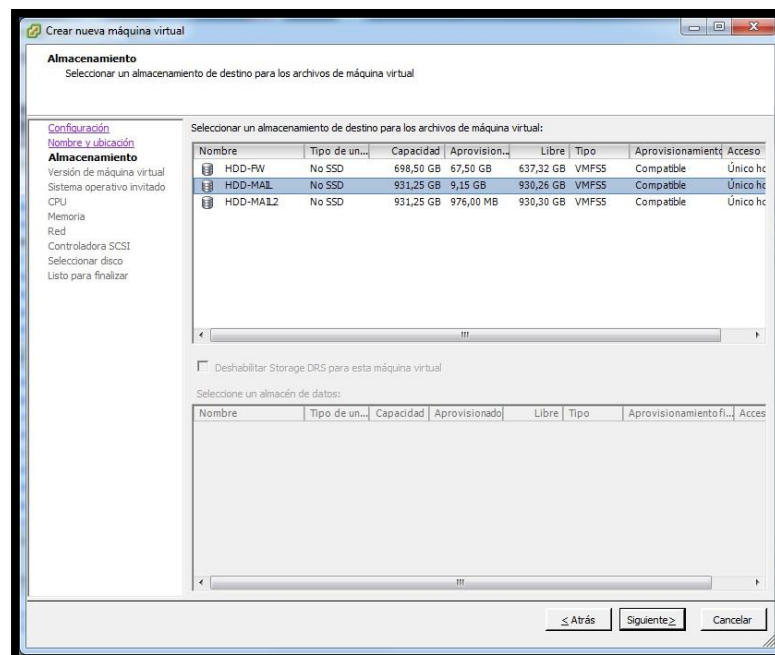 Crear nueva máquina virtual
Almacenamiento
Seleccionar un almacenamiento de destino para los archivos de máquina virtual
Configuración
Nombre y ubicación
Almacenamiento
Versión de máquina virtual
Sistema operativo invitado
CPU
Memoria
Red
Controladora SCSI
Seleccionar disco
Listo para finalizar
Seleccionar un almacenamiento de destino para los archivos de máquina virtual:
Nombre Tipo de un... Capacidad Aprovision... Libre Tipo Aprovisionamiento Acceso
HDD-FW No SSD 698,50 GB 67,50 GB 637,32 GB VMFS5 Compatible Único ho
HDD-MAIL No SSD 931,25 GB 9,15 GB 930,26 GB VMFS5 Compatible Único ho
HDD-MAIL2 No SSD 931,25 GB 976,00 MB 930,30 GB VMFS5 Compatible Único ho
Deshabilitar Storage DRS para esta máquina virtual
Seleccione un almacén de datos:
Nombre Tipo de un... Capacidad Aprovisionado Libre Tipo Aprovisionamiento fi... Acces
< Atrás Siguiente > Cancelar